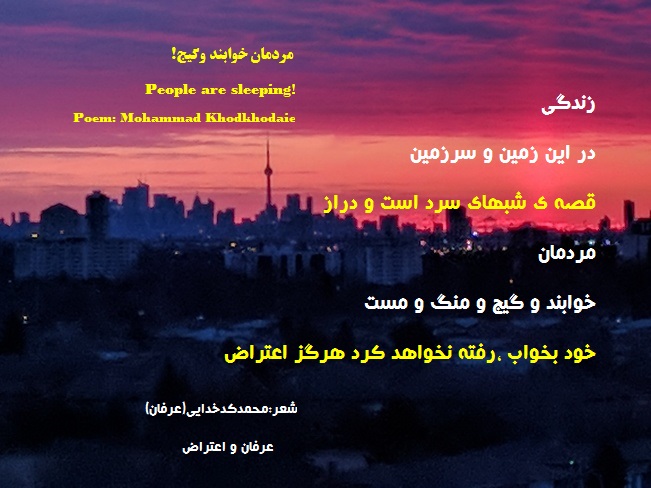 مردمان خوابند وگیج!
People are sleeping!
Poem: Mohammad Khodkhodaie
زندگی
در این زمین و سرزمین
قصه ی شبهای سرد است و دراز
مردمان
خوابند و گیج و منگ و مست
خود بخواب ،رفته نخواهد کرد هرگز اعتراض
شعر:محمدکدخدایی(عرفان)
عرفان و اعتراض